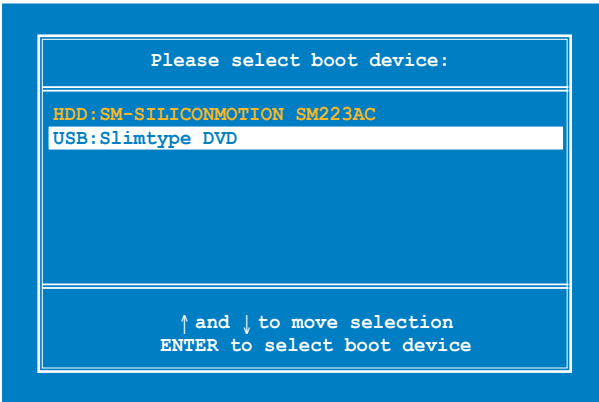 Please select boot device:
HDD:SM-SILICONMOTION SM223AC
USB:Slimtype DVD
↑ and ↓ to move selection
ENTER to select boot device